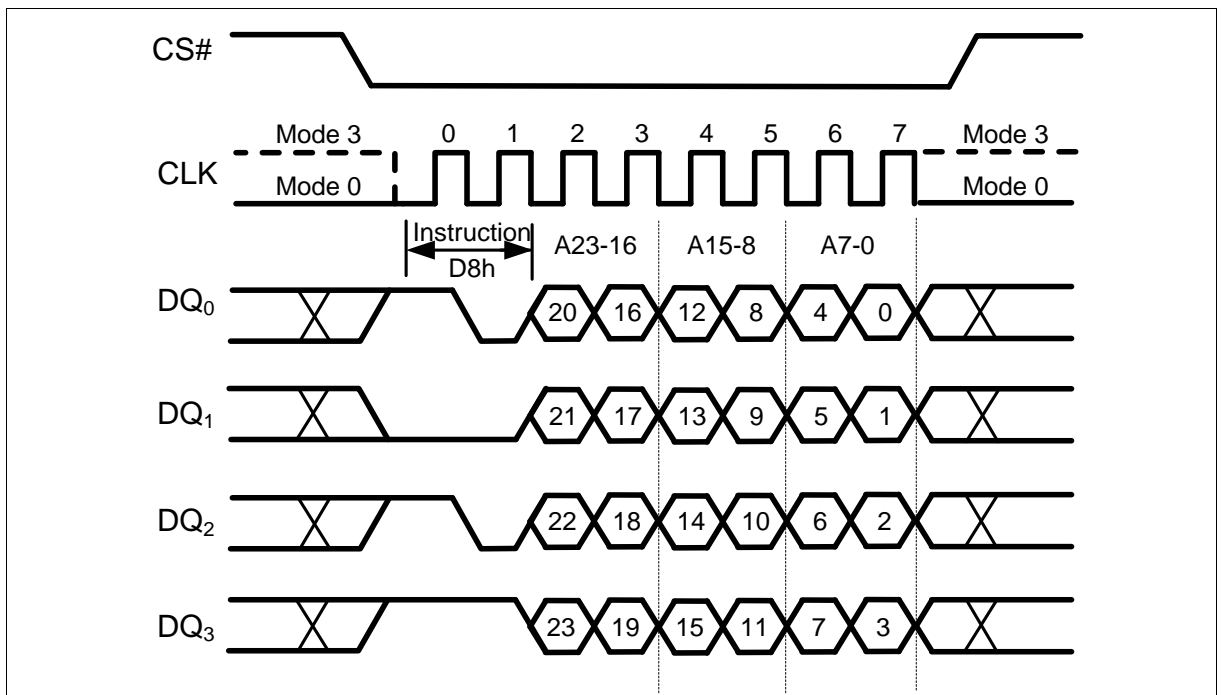 CS#
Mode 3 0 1 2 3 4 5 6 7 Mode 3
CLK
Mode 0 Mode 0
Instruction A23-16 A15-8 A7-0
D8h
DQ0 20 16 12 8 4 0
DQ1 21 17 13 9 5 1
DQ2 22 18 14 10 6 2
DQ3 23 19 15 11 7 3